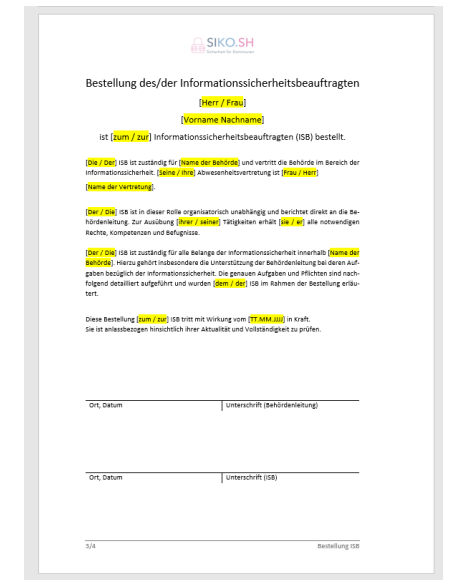 SIKO.SH
Sicherheit für Kommunen
Bestellung des/der Informationssicherheitsbeauftragten
[Herr / Frau]
[Vorname Nachname]
ist [zum / zur] Informationssicherheitsbeauftragten (ISB) bestellt.
[Die / Der] ISB ist zuständig für [Name der Behörde] und vertritt die Behörde im Bereich der
Informationssicherheit. [Seine / Ihre] Abwesenheitsvertretung ist [Frau / Herr]
[Name der Vertretung].
[Der / Die] ISB ist in dieser Rolle organisatorisch unabhängig und berichtet direkt an die Be-
hördenleitung. Zur Ausübung [ihrer / seiner] Tätigkeiten erhält [sie / er] alle notwendigen
Rechte, Kompetenzen und Befugnisse.
[Der / Die] ISB ist zuständig für alle Belange der Informationssicherheit innerhalb [Name der
Behörde]. Hierzu gehört insbesondere die Unterstützung der Behördenleitung bei deren Auf-
gaben bezüglich der Informationssicherheit. Die genauen Aufgaben und Pflichten sind nach-
folgend detailliert aufgeführt und wurden [dem / der] ISB im Rahmen der Bestellung erläu-
tert.
Diese Bestellung [zum / zur] ISB tritt mit Wirkung vom [TT.MM.JJJJ] in Kraft.
Sie ist anlassbezogen hinsichtlich ihrer Aktualität und Vollständigkeit zu prüfen.
Ort, Datum Unterschrift (Behördenleitung)
Ort, Datum Unterschrift (ISB)
3/4 Bestellung ISB